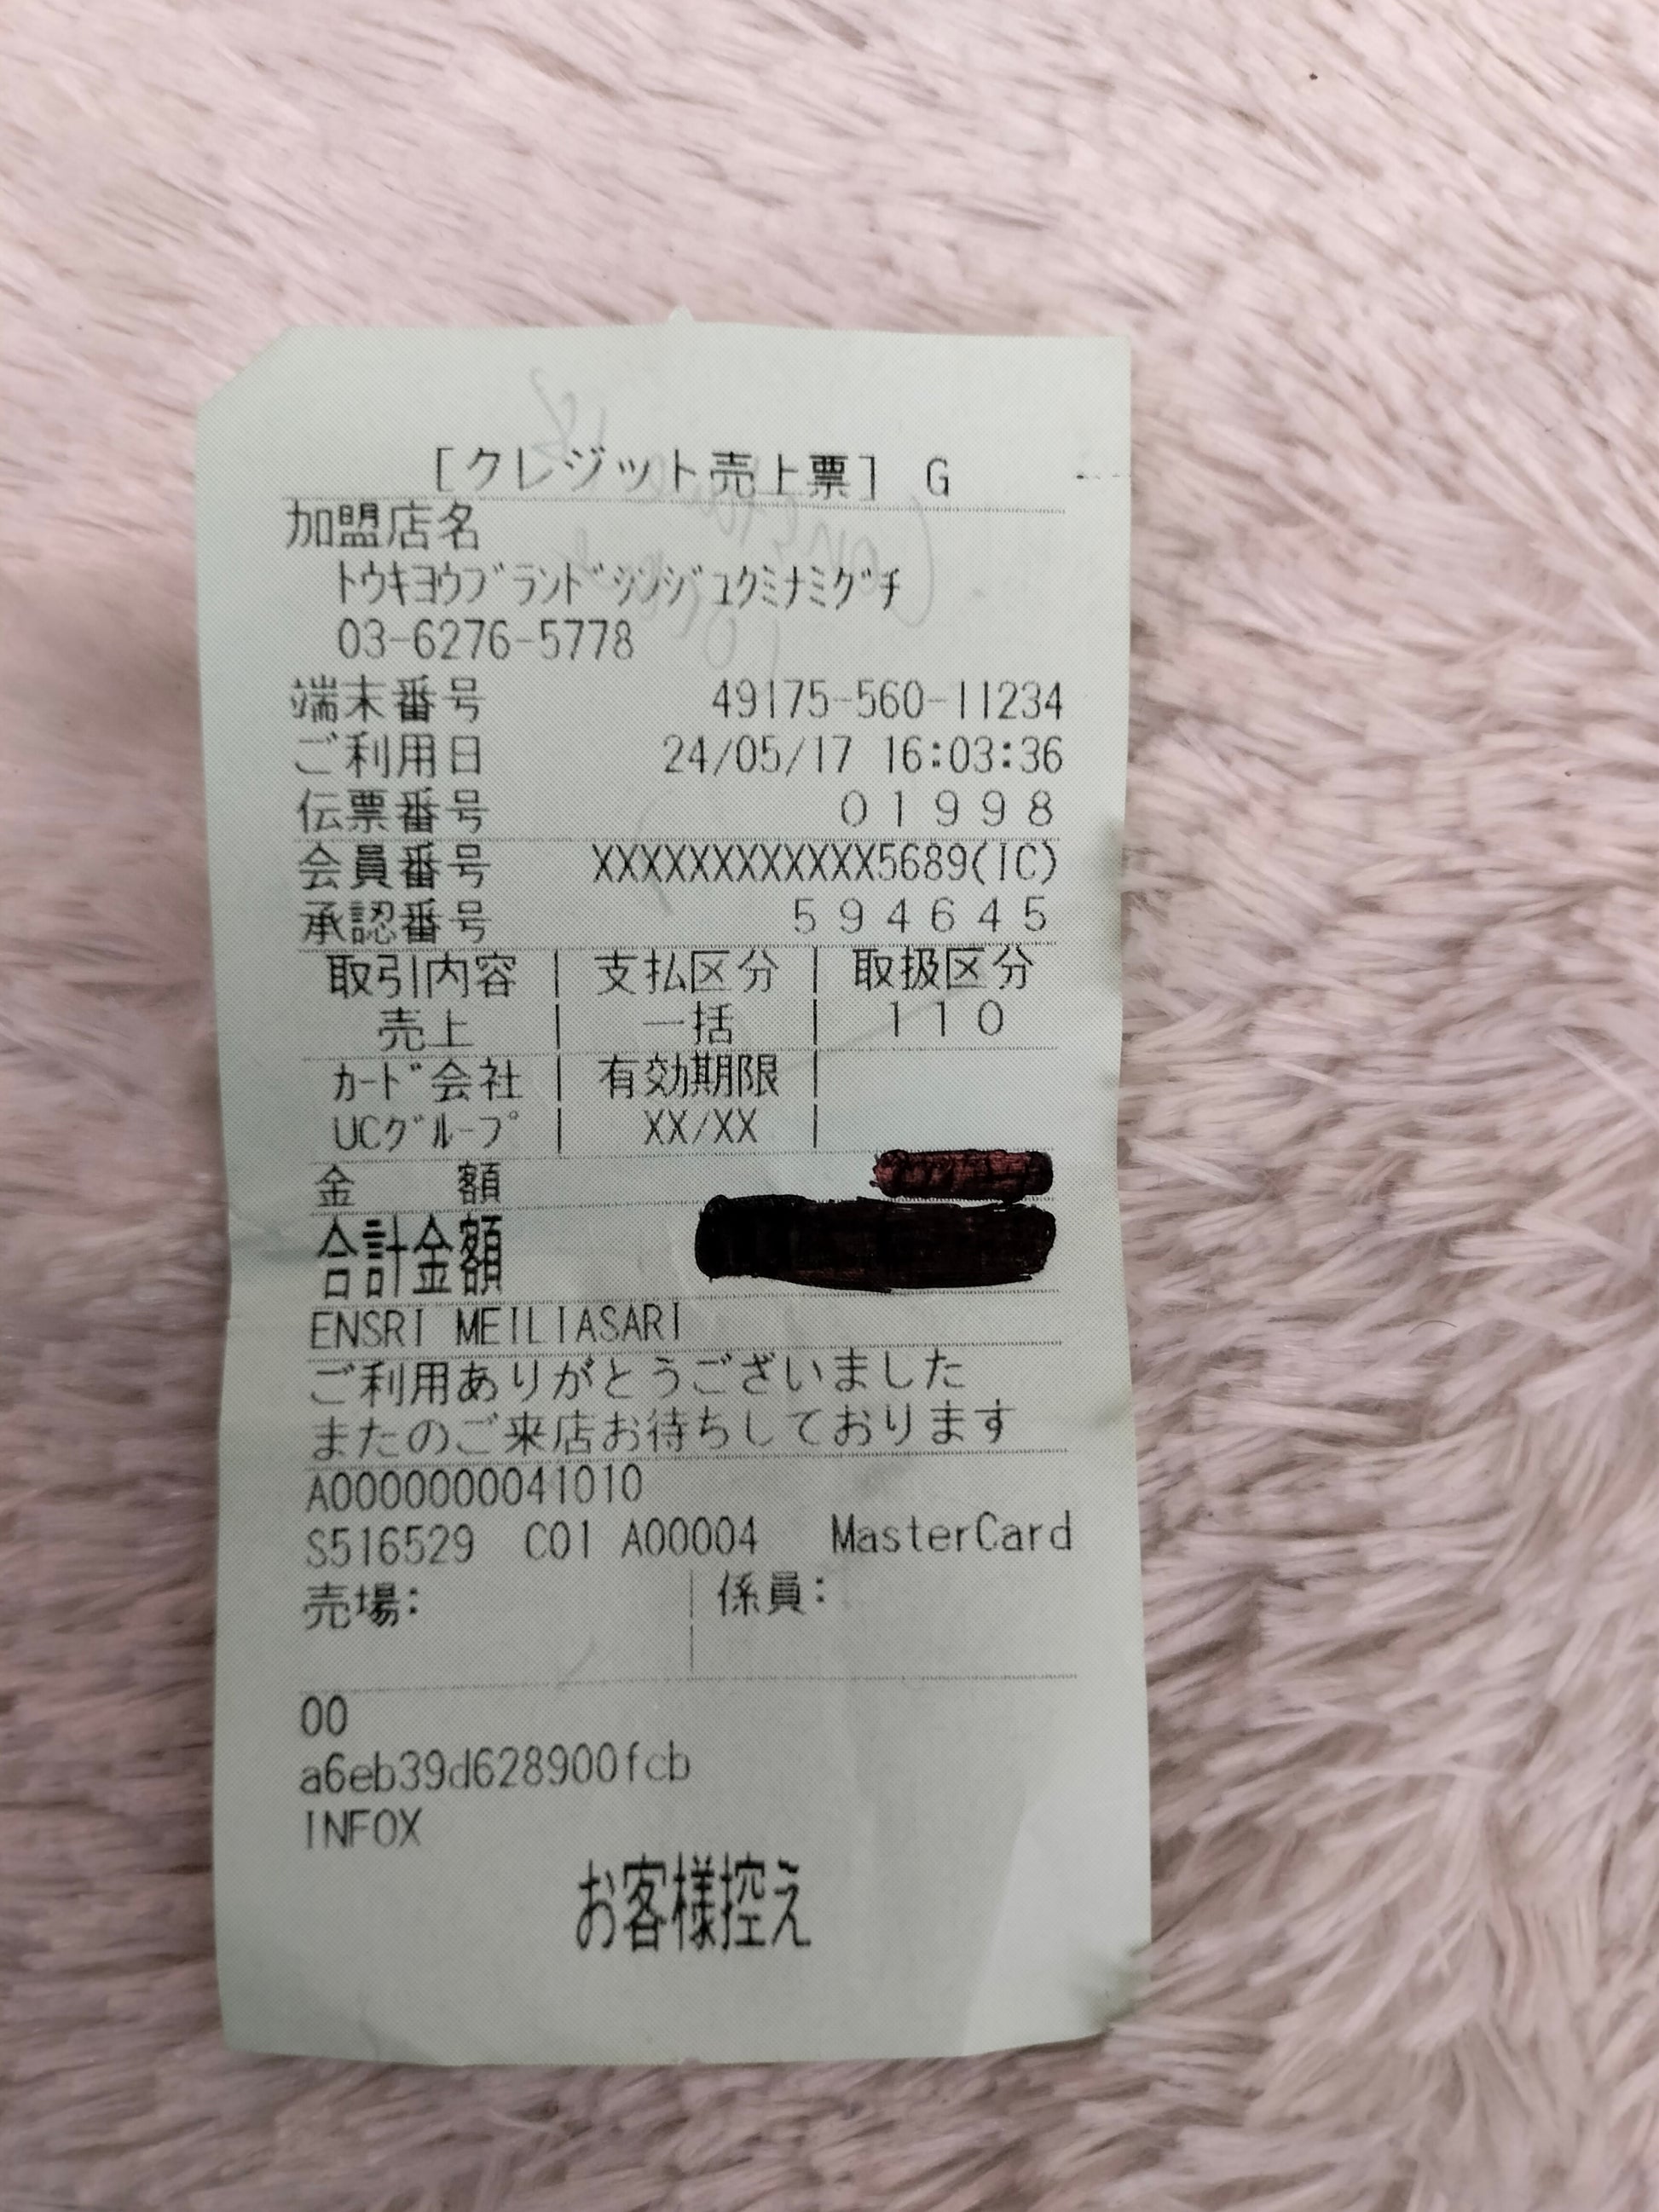 [クレジット売上票] G
加盟店名
ﾄｳｷﾖｳﾌﾞﾗﾝﾄﾞｼﾝｼﾞﾕｸﾐﾅﾐｸﾞﾁ
03-6276-5778
端末番号 49175-560-11234
ご利用日 24/05/17 16:03:36
伝票番号 01998
会員番号 XXXXXXXXXXXX5689(IC)
承認番号 594645
取引内容 | 支払区分 | 取扱区分
売上 | 一括 | 110
ｶｰﾄﾞ会社 | 有効期限 |
UCｸﾞﾙｰﾌﾟ | XX/XX |
金 額
合計金額
ENSRI MEILIASARI
ご利用ありがとうございました
またのご来店お待ちしております
A0000000041010
S516529 C01 A00004 MasterCard
売場: | 係員:
00
a6eb39d628900fcb
INFOX
お客様控え